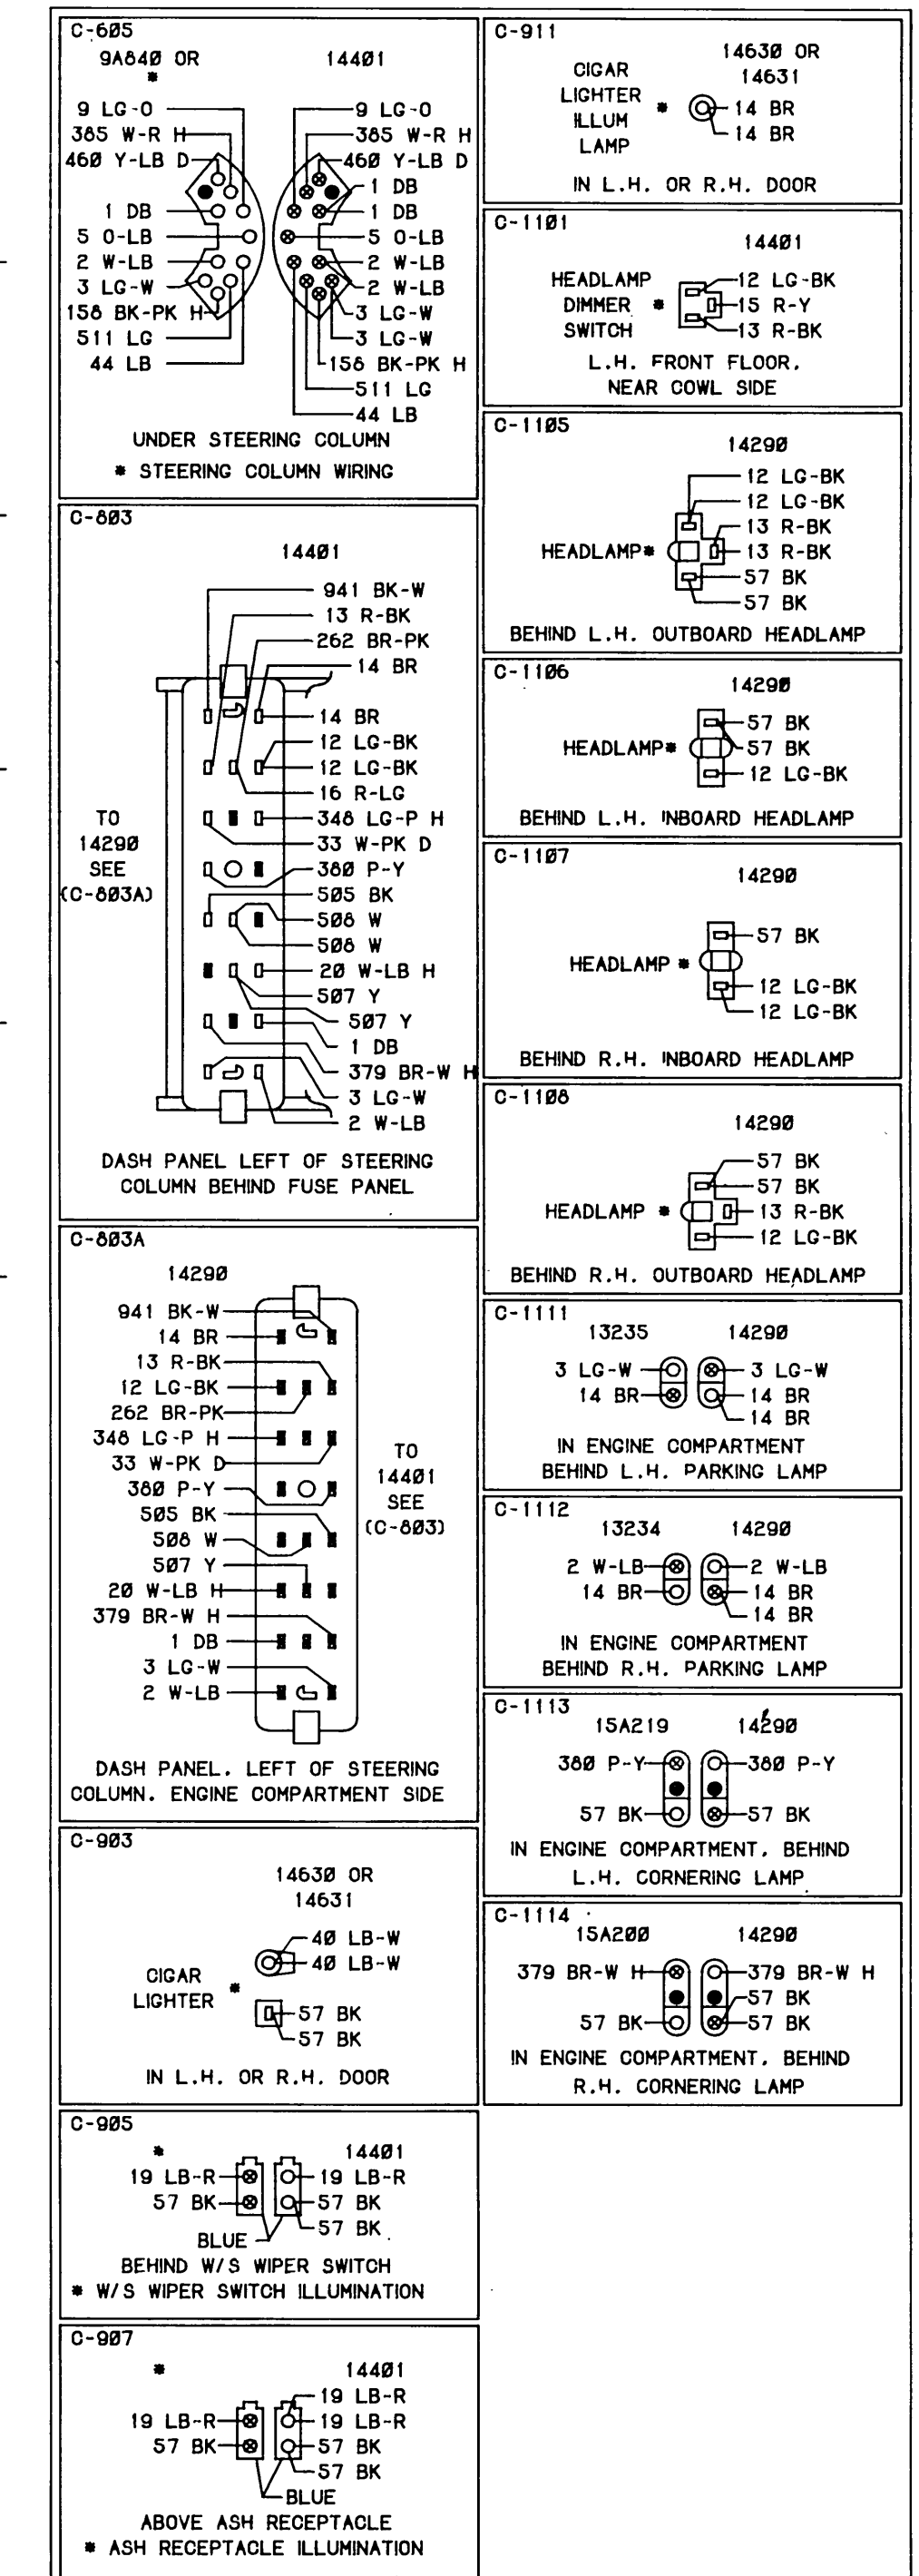 C-605
9A840 OR 14401
*
9 LG-O 9 LG-O
385 W-R H 385 W-R H
460 Y-LB D 460 Y-LB D
1 DB
1 DB 1 DB
5 O-LB 5 O-LB
2 W-LB 2 W-LB
2 W-LB
3 LG-W 3 LG-W
158 BK-PK H 3 LG-W
511 LG 158 BK-PK H
44 LB 511 LG
44 LB
UNDER STEERING COLUMN
* STEERING COLUMN WIRING
C-803
14401
941 BK-W
13 R-BK
262 BR-PK
14 BR
14 BR
12 LG-BK
12 LG-BK
16 R-LG
348 LG-P H
33 W-PK D
380 P-Y
505 BK
508 W
508 W
20 W-LB H
507 Y
507 Y
1 DB
379 BR-W H
3 LG-W
2 W-LB
TO
14290
SEE
(C-803A)
DASH PANEL LEFT OF STEERING
COLUMN BEHIND FUSE PANEL
C-803A
14290
941 BK-W
14 BR
13 R-BK
12 LG-BK
262 BR-PK
348 LG-P H
33 W-PK D
380 P-Y
505 BK
508 W
507 Y
20 W-LB H
379 BR-W H
1 DB
3 LG-W
2 W-LB
TO
14401
SEE
(C-803)
DASH PANEL. LEFT OF STEERING
COLUMN. ENGINE COMPARTMENT SIDE
C-903
14630 OR
14631
40 LB-W
40 LB-W
CIGAR
LIGHTER *
57 BK
57 BK
IN L.H. OR R.H. DOOR
C-905
* 14401
19 LB-R 19 LB-R
57 BK 57 BK
57 BK
BLUE
BEHIND W/S WIPER SWITCH
* W/S WIPER SWITCH ILLUMINATION
C-907
* 14401
19 LB-R
19 LB-R 19 LB-R
57 BK 57 BK
57 BK
BLUE
ABOVE ASH RECEPTACLE
* ASH RECEPTACLE ILLUMINATION
C-911
14630 OR
14631
CIGAR
LIGHTER *
ILLUM
LAMP
14 BR
14 BR
IN L.H. OR R.H. DOOR
C-1101
14401
HEADLAMP
DIMMER *
SWITCH
12 LG-BK
15 R-Y
13 R-BK
L.H. FRONT FLOOR.
NEAR COWL SIDE
C-1105
14290
12 LG-BK
12 LG-BK
13 R-BK
HEADLAMP* 13 R-BK
57 BK
57 BK
BEHIND L.H. OUTBOARD HEADLAMP
C-1106
14290
57 BK
HEADLAMP* 57 BK
12 LG-BK
BEHIND L.H. INBOARD HEADLAMP
C-1107
14290
57 BK
HEADLAMP *
12 LG-BK
12 LG-BK
BEHIND R.H. INBOARD HEADLAMP
C-1108
14290
57 BK
57 BK
HEADLAMP * 13 R-BK
12 LG-BK
BEHIND R.H. OUTBOARD HEADLAMP
C-1111
13235 14290
3 LG-W 3 LG-W
14 BR 14 BR
14 BR
IN ENGINE COMPARTMENT
BEHIND L.H. PARKING LAMP
C-1112
13234 14290
2 W-LB 2 W-LB
14 BR 14 BR
14 BR
IN ENGINE COMPARTMENT
BEHIND R.H. PARKING LAMP
C-1113
15A219 14290
380 P-Y 380 P-Y
57 BK 57 BK
IN ENGINE COMPARTMENT. BEHIND
L.H. CORNERING LAMP
C-1114
15A200 14290
379 BR-W H 379 BR-W H
57 BK
57 BK 57 BK
IN ENGINE COMPARTMENT. BEHIND
R.H. CORNERING LAMP